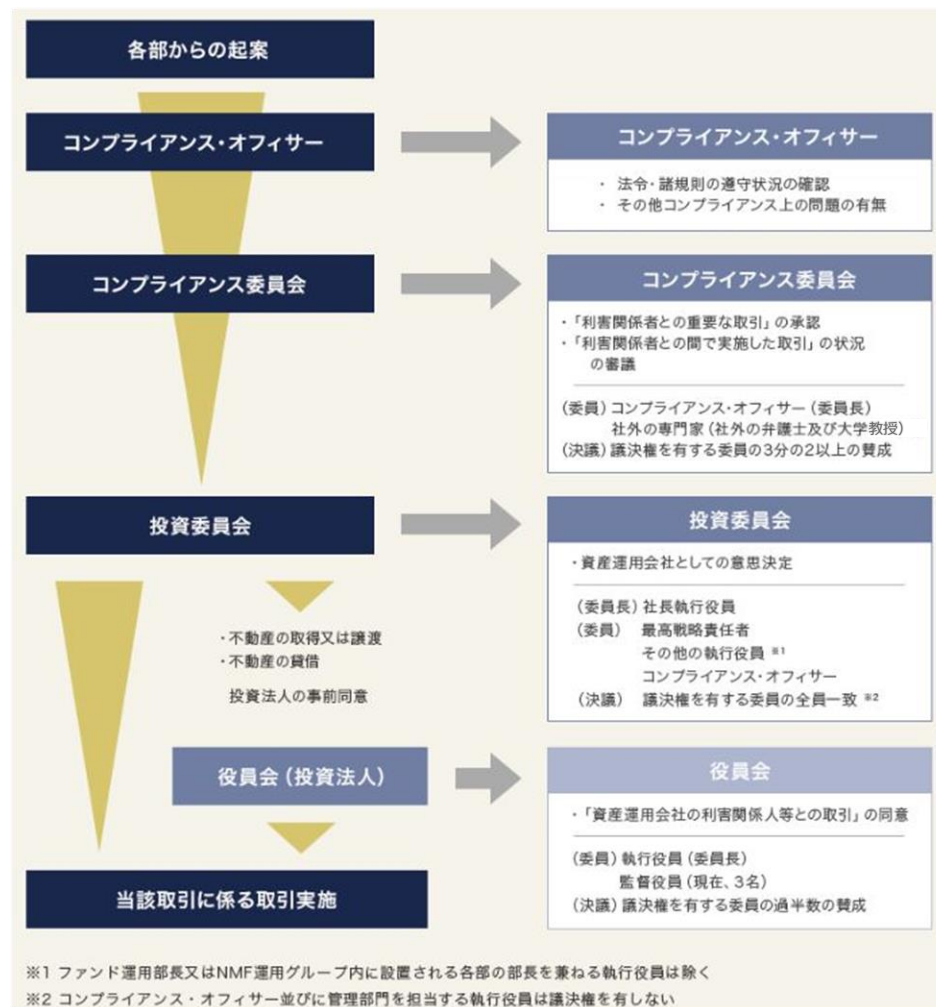 各部からの起案
コンプライアンス・オフィサー
コンプライアンス・オフィサー
・ 法令・諸規則の遵守状況の確認
・ その他コンプライアンス上の問題の有無
コンプライアンス委員会
コンプライアンス委員会
・「利害関係者との重要な取引」の承認
・「利害関係者との間で実施した取引」の状況
の審議
(委員) コンプライアンス・オフィサー (委員長)
社外の専門家 (社外の弁護士及び大学教授)
(決議) 議決権を有する委員の3分の2以上の賛成
投資委員会
投資委員会
・資産運用会社としての意思決定
(委員長) 社長執行役員
(委員) 最高戦略責任者
その他の執行役員 ※1
コンプライアンス・オフィサー
(決議) 議決権を有する委員の全員一致 ※2
・不動産の取得又は譲渡
・不動産の貸借
投資法人の事前同意
役員会 (投資法人)
役員会
・「資産運用会社の利害関係人等との取引」の同意
(委員) 執行役員 (委員長)
監督役員 (現在、3名)
(決議) 議決権を有する委員の過半数の賛成
当該取引に係る取引実施
※1 ファンド運用部長又はNMF運用グループ内に設置される各部の部長を兼ねる執行役員は除く
※2 コンプライアンス・オフィサー並びに管理部門を担当する執行役員は議決権を有しない